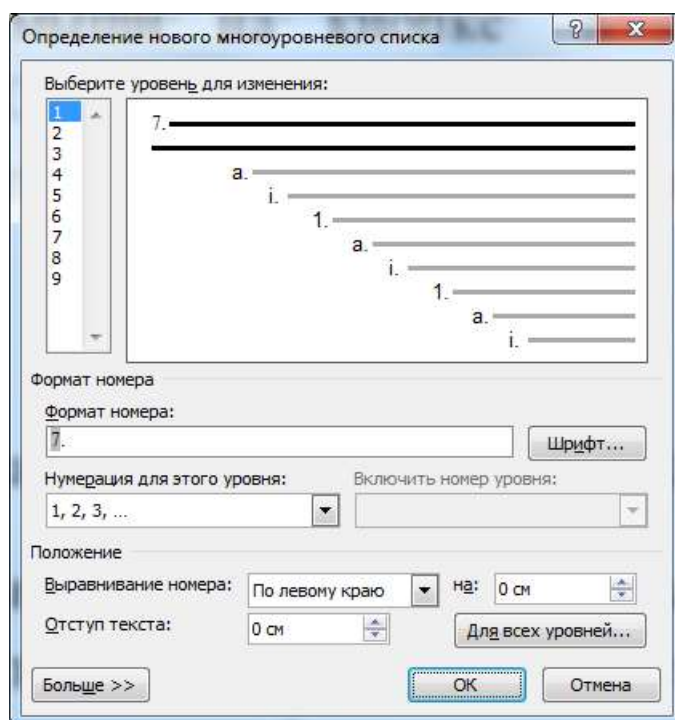 Определение нового многоуровневого списка
Выберите уровень для изменения:
1
2
3
4
5
6
7
8
9
7.
a.
i.
1.
a.
i.
1.
a.
i.
Формат номера
Формат номера:
7.
Шрифт...
Нумерация для этого уровня:
Включить номер уровня:
1, 2, 3, ...
Положение
Выравнивание номера:
По левому краю
на:
0 см
Отступ текста:
0 см
Для всех уровней...
Больше >>
ОК
Отмена